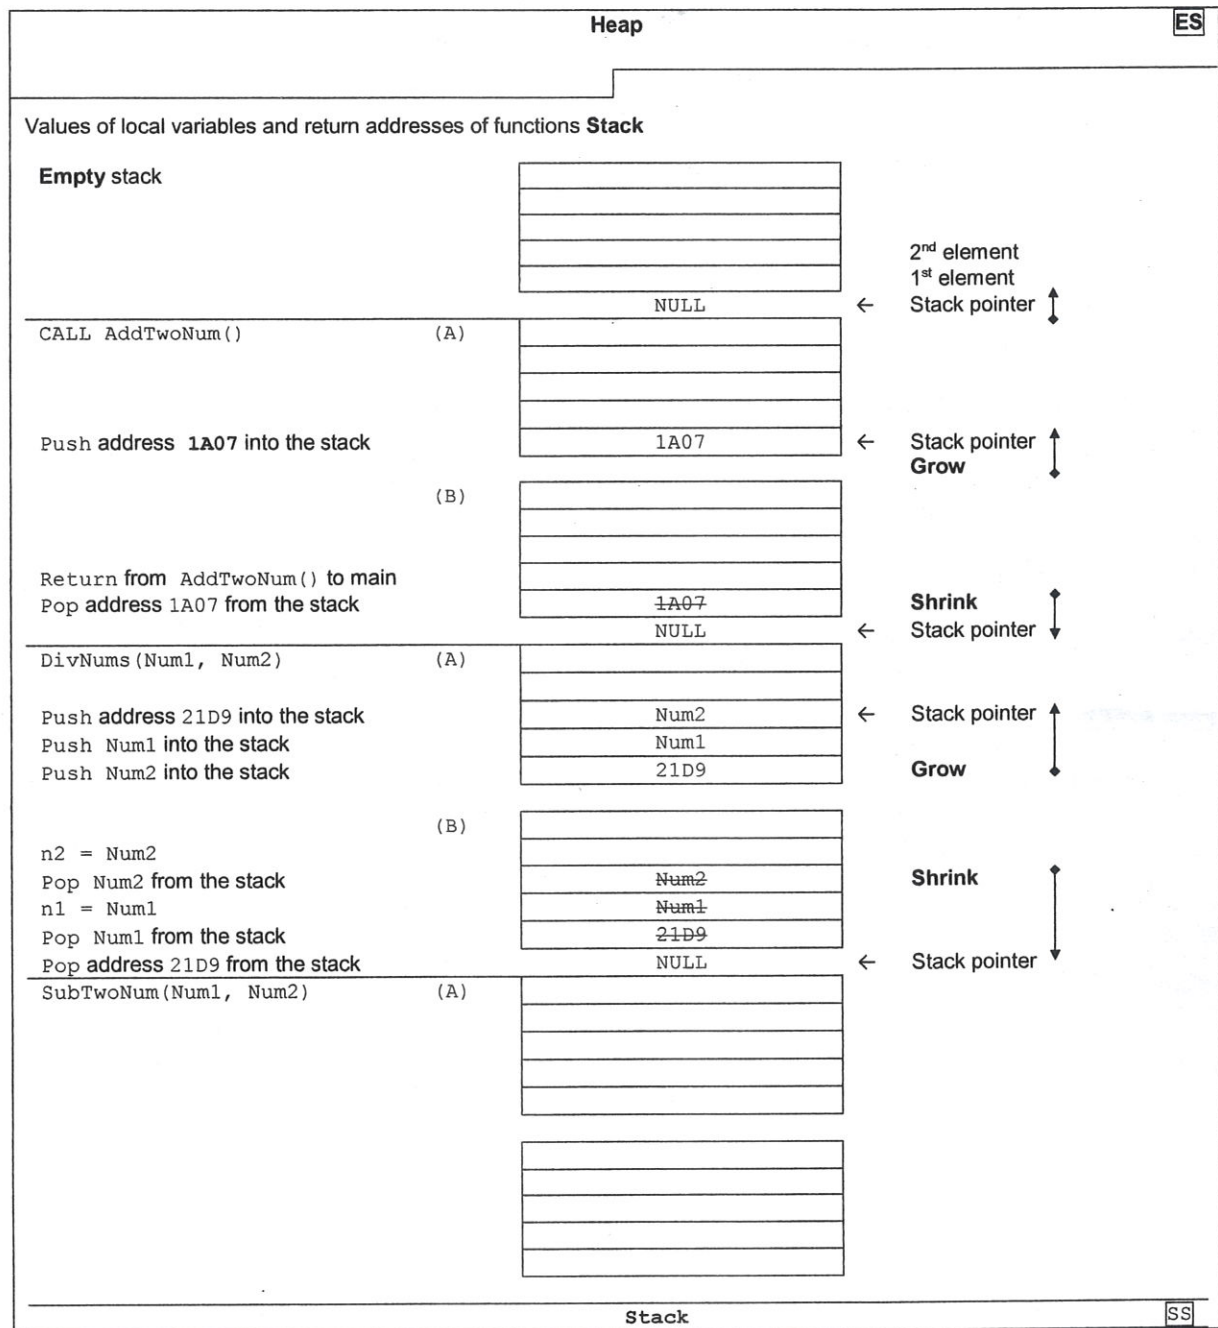 Heap ES
Values of local variables and return addresses of functions Stack
Empty stack
2nd element
1st element
NULL ← Stack pointer
CALL AddTwoNum() (A)
Push address 1A07 into the stack 1A07 ← Stack pointer
Grow
(B)
Return from AddTwoNum() to main
Pop address 1A07 from the stack 1A07 Shrink
NULL ← Stack pointer
DivNums(Num1, Num2) (A)
Push address 21D9 into the stack Num2 ← Stack pointer
Push Num1 into the stack Num1
Push Num2 into the stack 21D9 Grow
(B)
n2 = Num2
Pop Num2 from the stack Num2 Shrink
n1 = Num1 Num1
Pop Num1 from the stack 21D9
Pop address 21D9 from the stack NULL ← Stack pointer
SubTwoNum(Num1, Num2) (A)
Stack SS